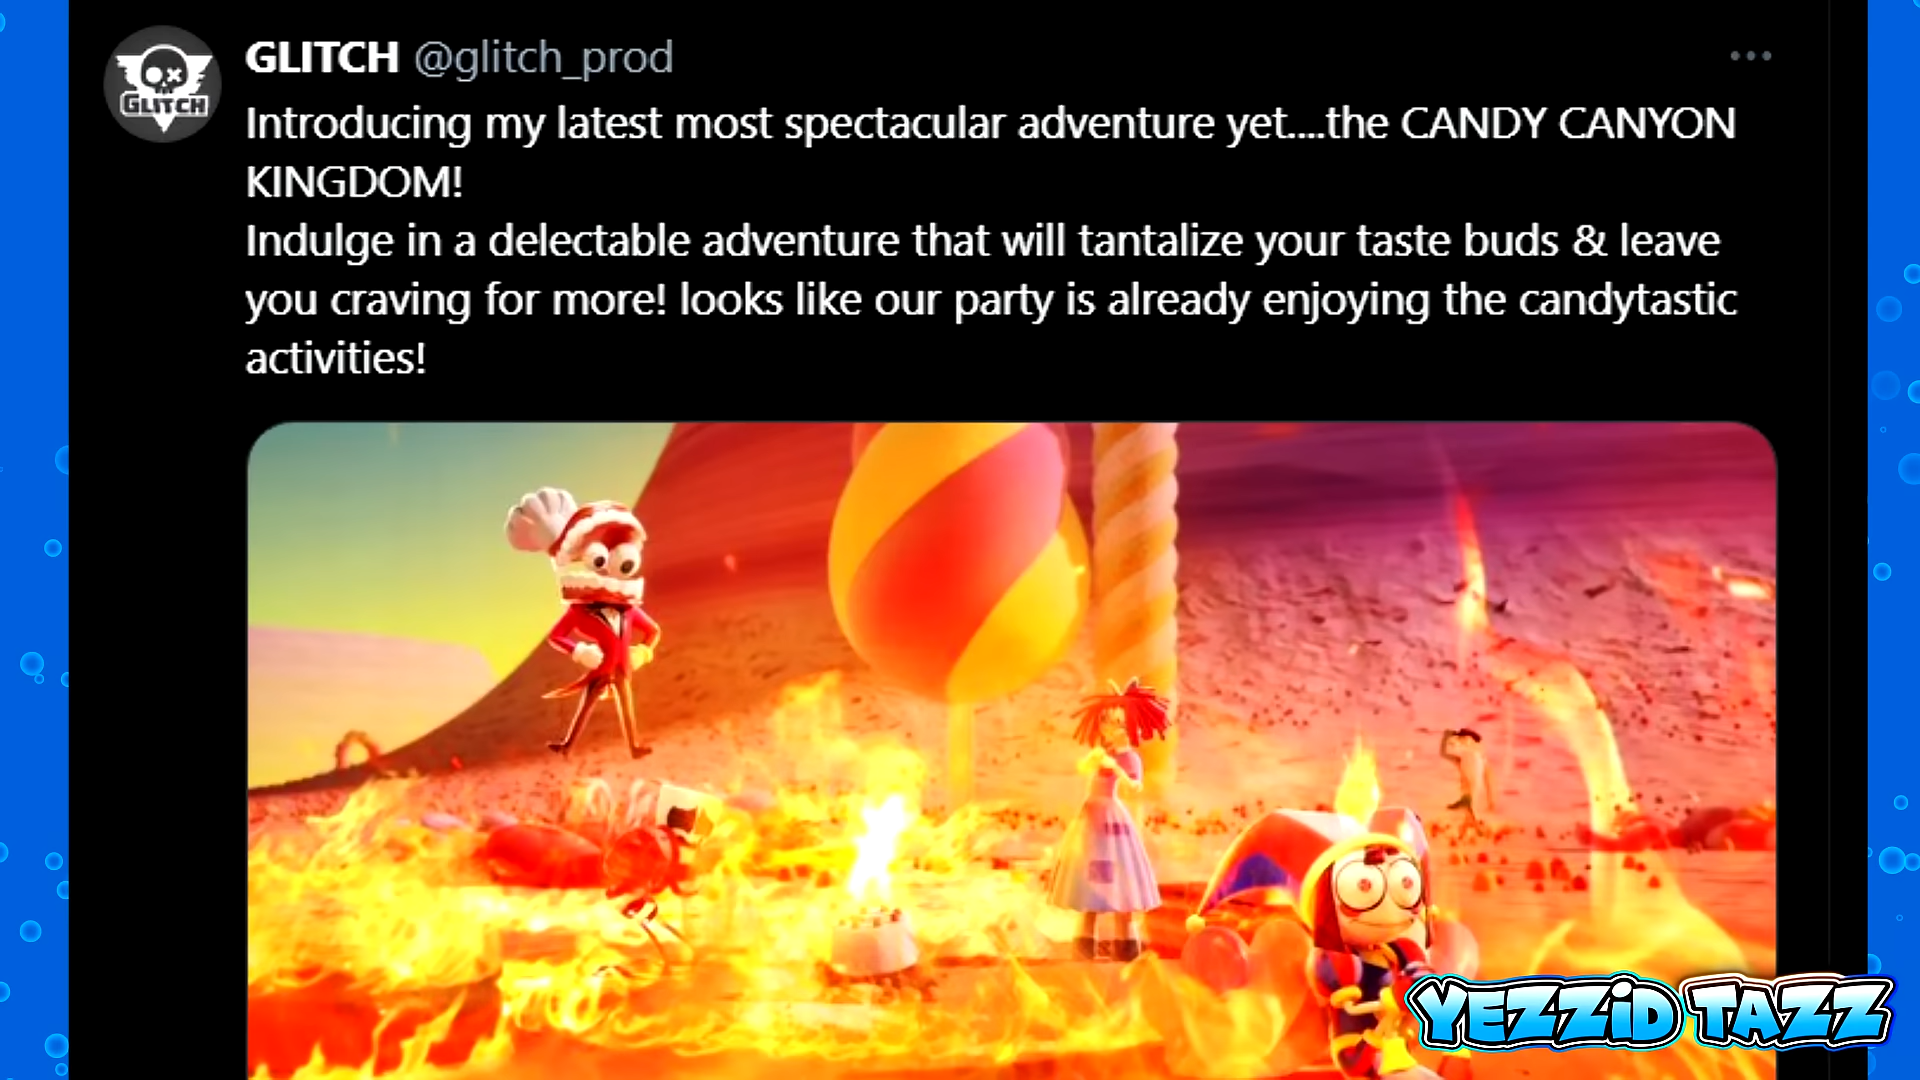 GLITCH @glitch_prod
GLITCH
Introducing my latest most spectacular adventure yet....the CANDY CANYON
KINGDOM!
Indulge in a delectable adventure that will tantalize your taste buds & leave
you craving for more! looks like our party is already enjoying the candytastic
activities!
YEZZiD TAZZ